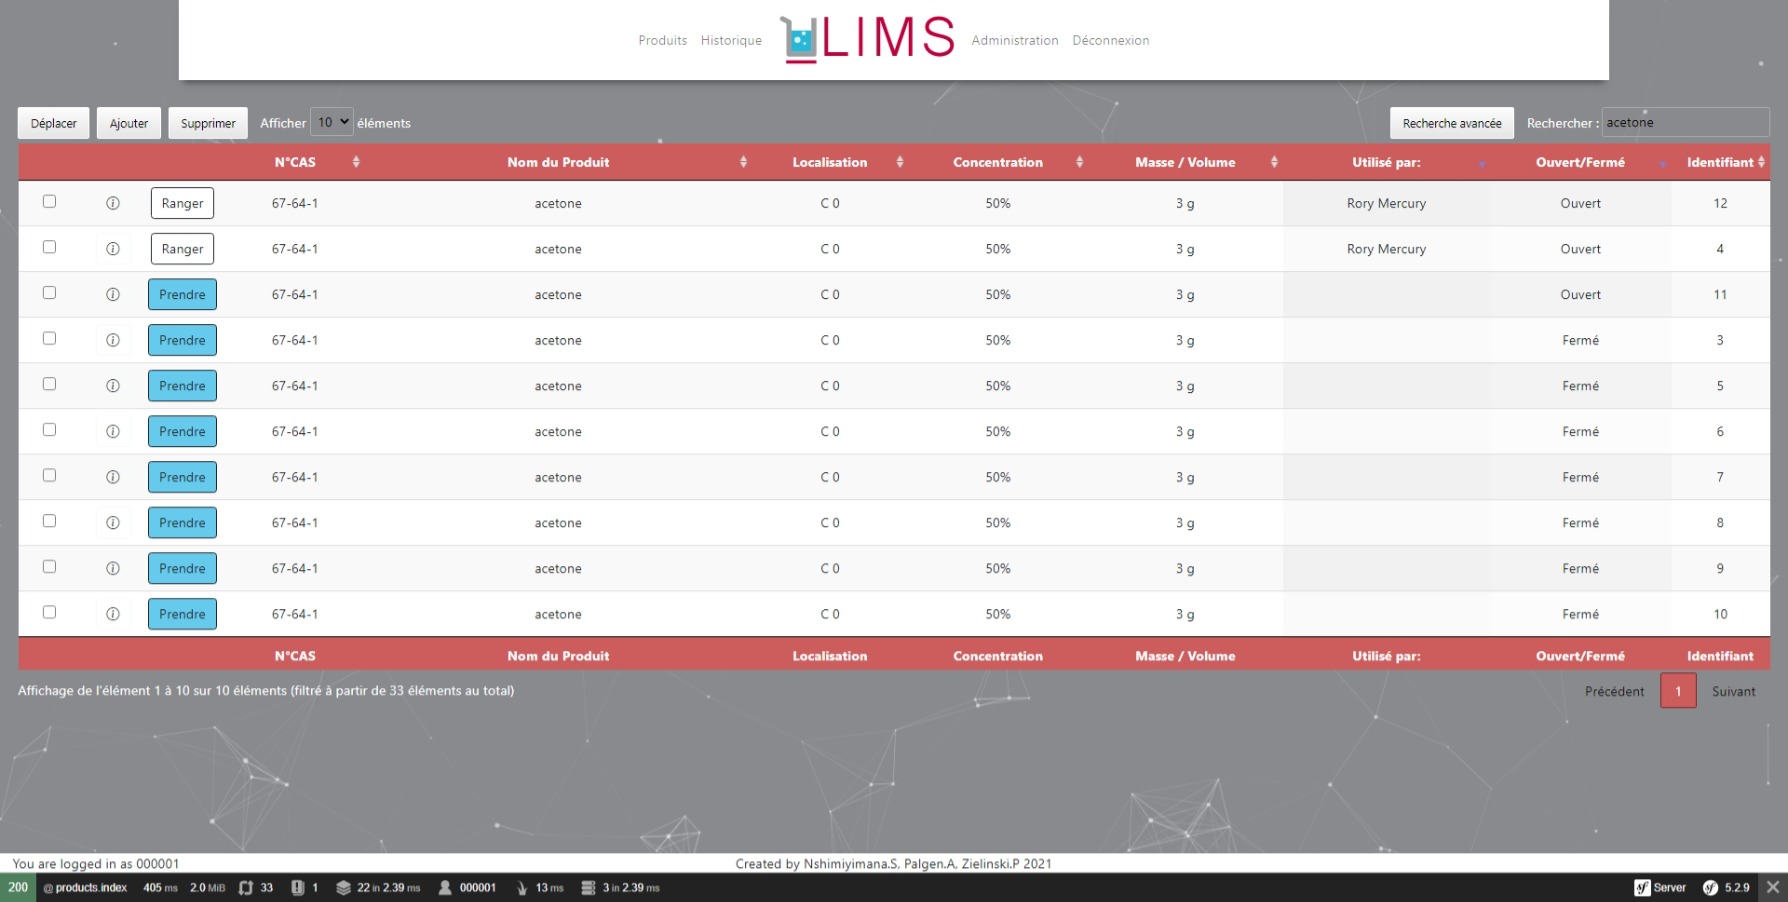 Produits Historique LIMS Administration Déconnexion
Déplacer Ajouter Supprimer Afficher 10 éléments Recherche avancée Rechercher : acetone
N°CAS Nom du Produit Localisation Concentration Masse / Volume Utilisé par: Ouvert/Fermé Identifiant
Ranger 67-64-1 acetone C 0 50% 3 g Rory Mercury Ouvert 12
Ranger 67-64-1 acetone C 0 50% 3 g Rory Mercury Ouvert 4
Prendre 67-64-1 acetone C 0 50% 3 g Ouvert 11
Prendre 67-64-1 acetone C 0 50% 3 g Fermé 3
Prendre 67-64-1 acetone C 0 50% 3 g Fermé 5
Prendre 67-64-1 acetone C 0 50% 3 g Fermé 6
Prendre 67-64-1 acetone C 0 50% 3 g Fermé 7
Prendre 67-64-1 acetone C 0 50% 3 g Fermé 8
Prendre 67-64-1 acetone C 0 50% 3 g Fermé 9
Prendre 67-64-1 acetone C 0 50% 3 g Fermé 10
N°CAS Nom du Produit Localisation Concentration Masse / Volume Utilisé par: Ouvert/Fermé Identifiant
Affichage de l'élément 1 à 10 sur 10 éléments (filtré à partir de 33 éléments au total) Précédent 1 Suivant
You are logged in as 000001 Created by Nshimiyimana.S, Palgen.A, Zielinski.P 2021
200 @ products.index 405 ms 2.0 MiB 33 1 22 in 2.39 ms 000001 13 ms 3 in 2.39 ms Server 5.2.9